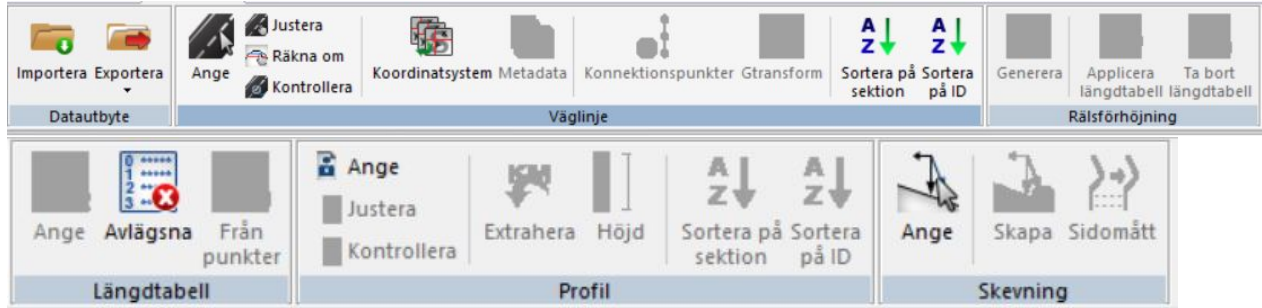 Importera Exportera
Datautbyte
Ange
Justera
Räkna om
Kontrollera
Koordinatsystem Metadata
Konnektionspunkter Gtransform
Sortera på sektion
Sortera på ID
Väglinje
Generera
Applicera längdtabell
Ta bort längdtabell
Rälsförhöjning
Ange
Avlägsna
Från punkter
Längdtabell
Ange
Justera
Kontrollera
Extrahera
Höjd
Sortera på sektion
Sortera på ID
Profil
Ange
Skapa
Sidomått
Skevning